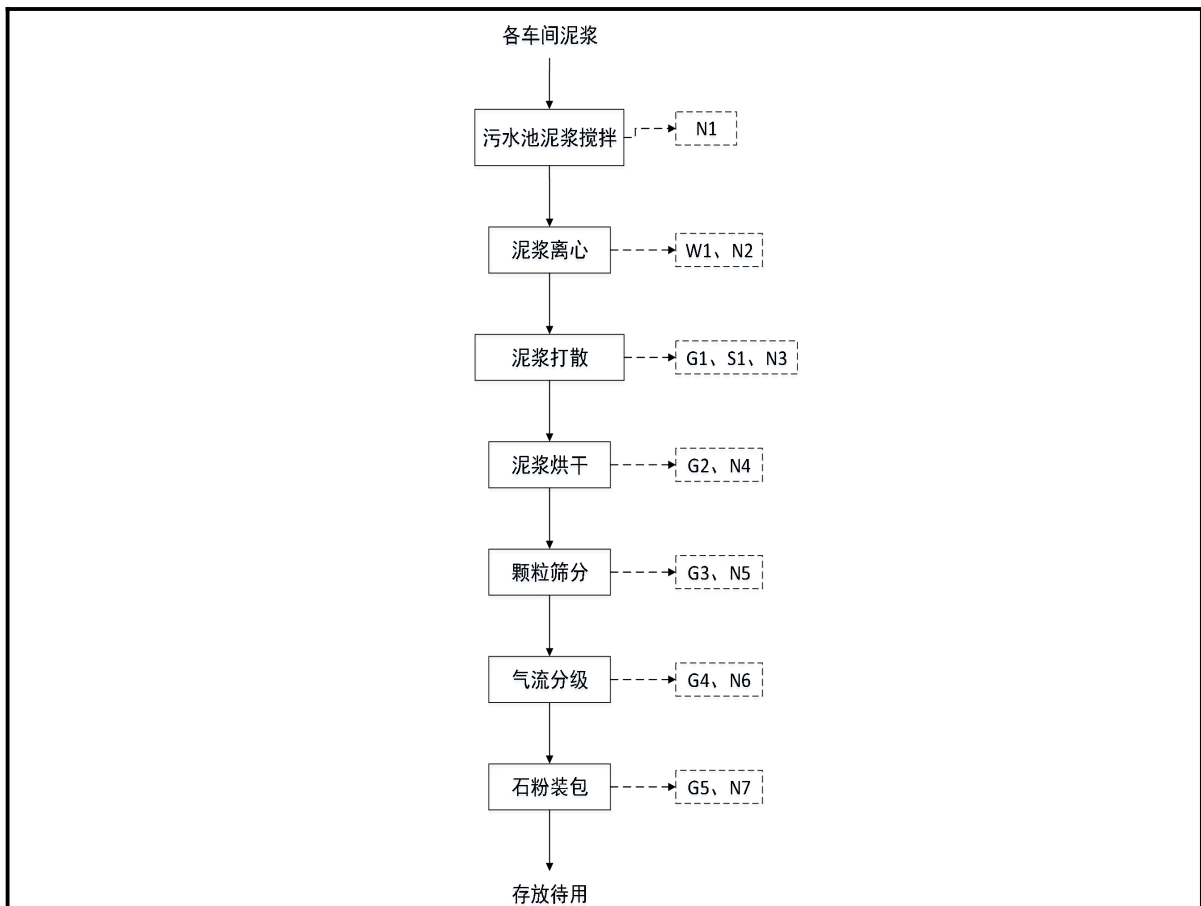 各车间泥浆
污水池泥浆搅拌
N1
泥浆离心
W1、N2
泥浆打散
G1、S1、N3
泥浆烘干
G2、N4
颗粒筛分
G3、N5
气流分级
G4、N6
石粉装包
G5、N7
存放待用